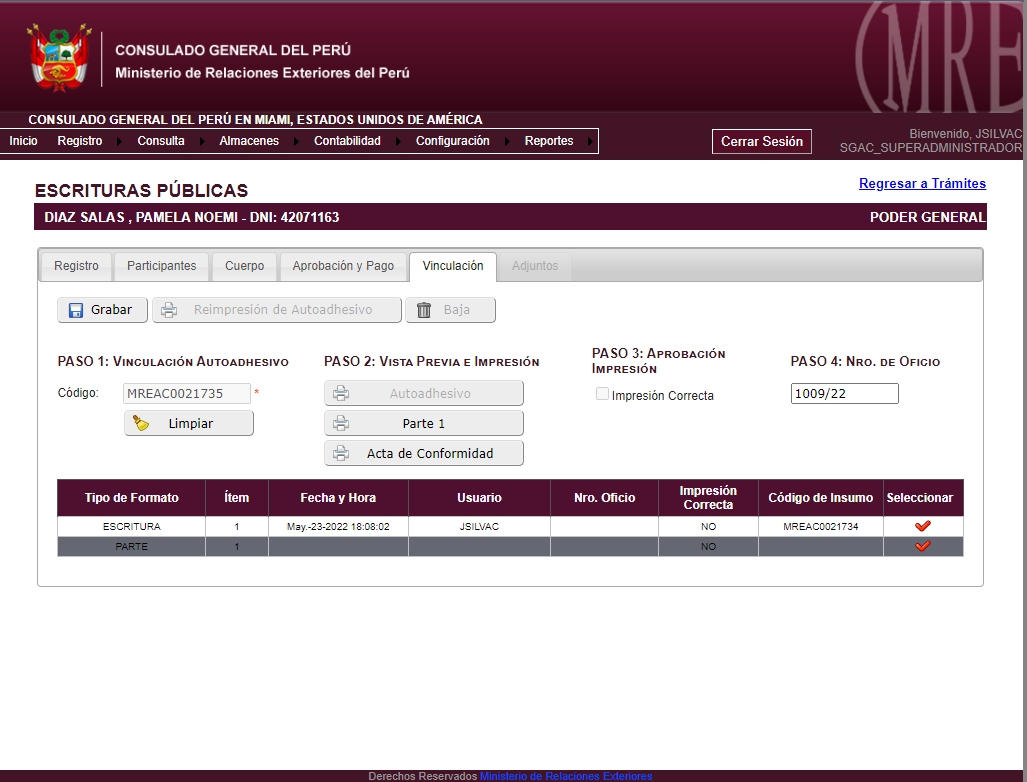 CONSULADO GENERAL DEL PERÚ
Ministerio de Relaciones Exteriores del Perú
(MRE
CONSULADO GENERAL DEL PERÚ EN MIAMI, ESTADOS UNIDOS DE AMÉRICA
Inicio Registro Consulta Almacenes Contabilidad Configuración Reportes
Cerrar Sesión
Bienvenido, JSILVAC
SGAC_SUPERADMINISTRADOR
ESCRITURAS PÚBLICAS
Regresar a Trámites
DIAZ SALAS , PAMELA NOEMI - DNI: 42071163 PODER GENERAL
Registro Participantes Cuerpo Aprobación y Pago Vinculación Adjuntos
Grabar Reimpresión de Autoadhesivo Baja
PASO 1: VINCULACIÓN AUTOADHESIVO
Código: MREAC0021735 *
Limpiar
PASO 2: VISTA PREVIA E IMPRESIÓN
Autoadhesivo
Parte 1
Acta de Conformidad
PASO 3: APROBACIÓN
IMPRESIÓN
Impresión Correcta
PASO 4: NRO. DE OFICIO
1009/22
Tipo de Formato Ítem Fecha y Hora Usuario Nro. Oficio Impresión Correcta Código de Insumo Seleccionar
ESCRITURA 1 May.-23-2022 18:08:02 JSILVAC NO MREAC0021734
PARTE 1 NO
Derechos Reservados Ministerio de Relaciones Exteriores